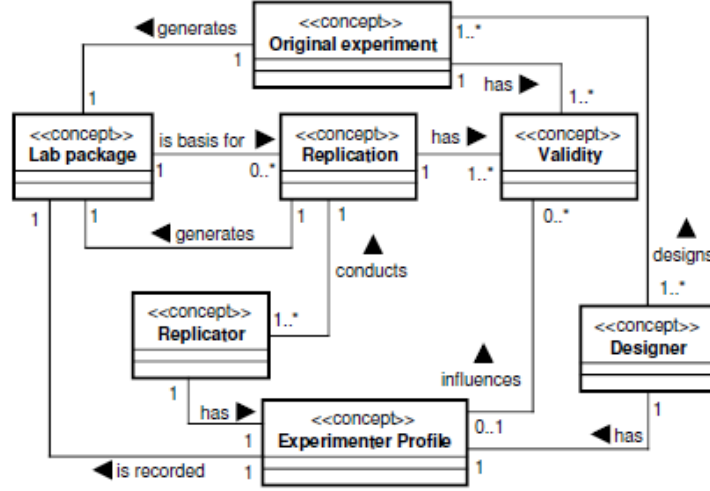 <<concept>>
Original experiment
◀ generates
1
1..*
1
has ▶
1
1..*
<<concept>>
Lab package
is basis for ▶
1
0..*
<<concept>>
Replication
has ▶
1
1..*
<<concept>>
Validity
1
1
◀ generates
1
1
0..*
▲
conducts
▲
designs
1..*
<<concept>>
Replicator
1..*
<<concept>>
Designer
▲
influences
1
has ▶
1
0..1
1
◀ has
1
<<concept>>
Experimenter Profile
◀ is recorded
1